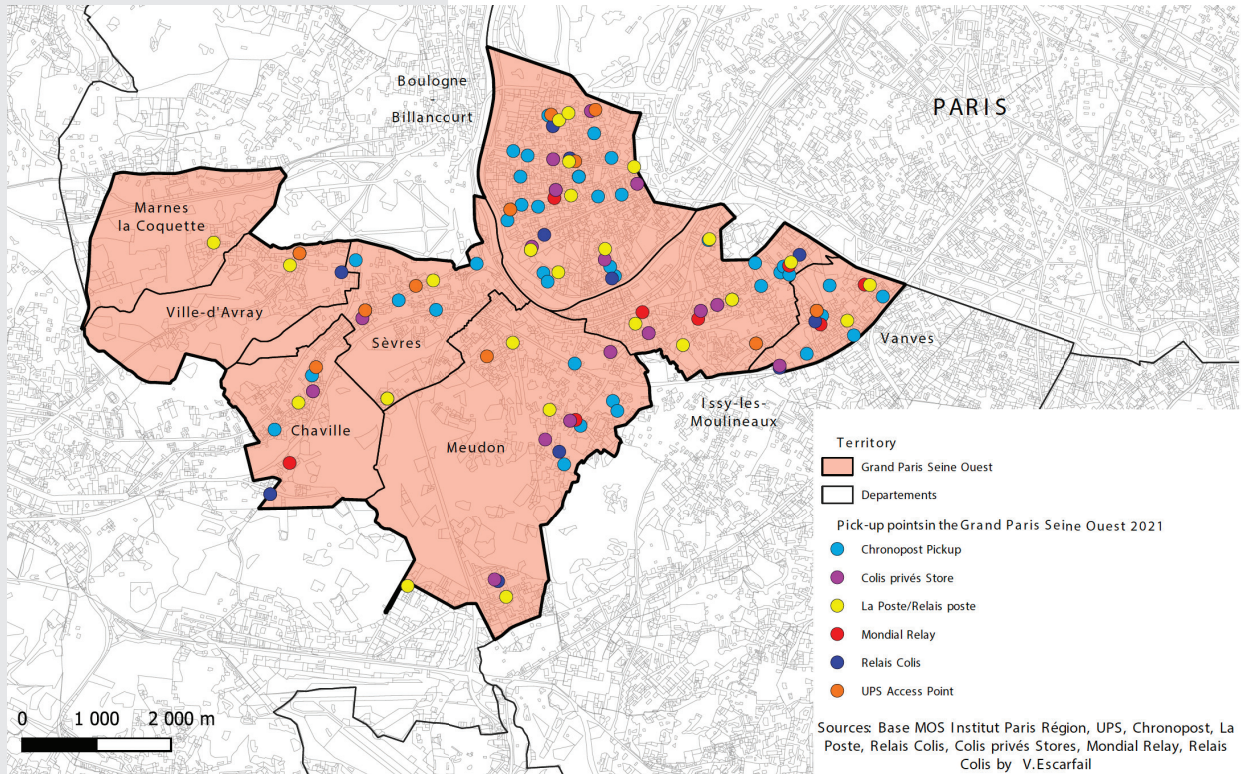 Boulogne
-
Billancourt
PARIS
Marnes
la Coquette
Ville-d'Avray
Sèvres
Vanves
Issy-les-
Moulineaux
Chaville
Meudon
Territory
Grand Paris Seine Ouest
Departements
Pick-up points in the Grand Paris Seine Ouest 2021
Chronopost Pickup
Colis privés Store
La Poste/Relais poste
Mondial Relay
Relais Colis
UPS Access Point
0 1 000 2 000 m
Sources: Base MOS Institut Paris Région, UPS, Chronopost, La
Poste, Relais Colis, Colis privés Stores, Mondial Relay, Relais
Colis by V.Escarfail